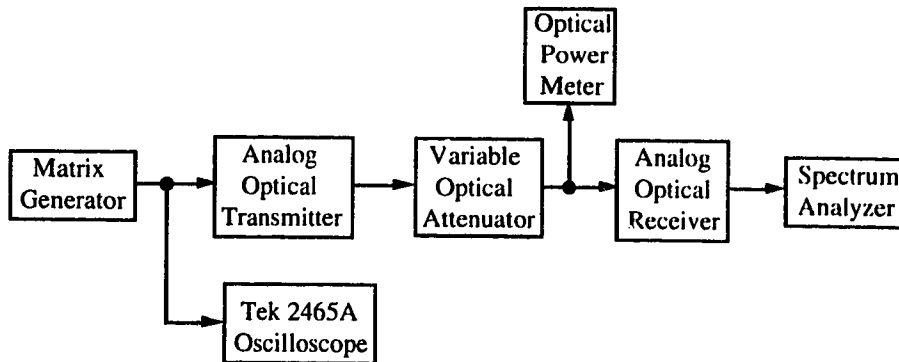 Optical
Power
Meter
Matrix
Generator
Analog
Optical
Transmitter
Variable
Optical
Attenuator
Analog
Optical
Receiver
Spectrum
Analyzer
Tek 2465A
Oscilloscope